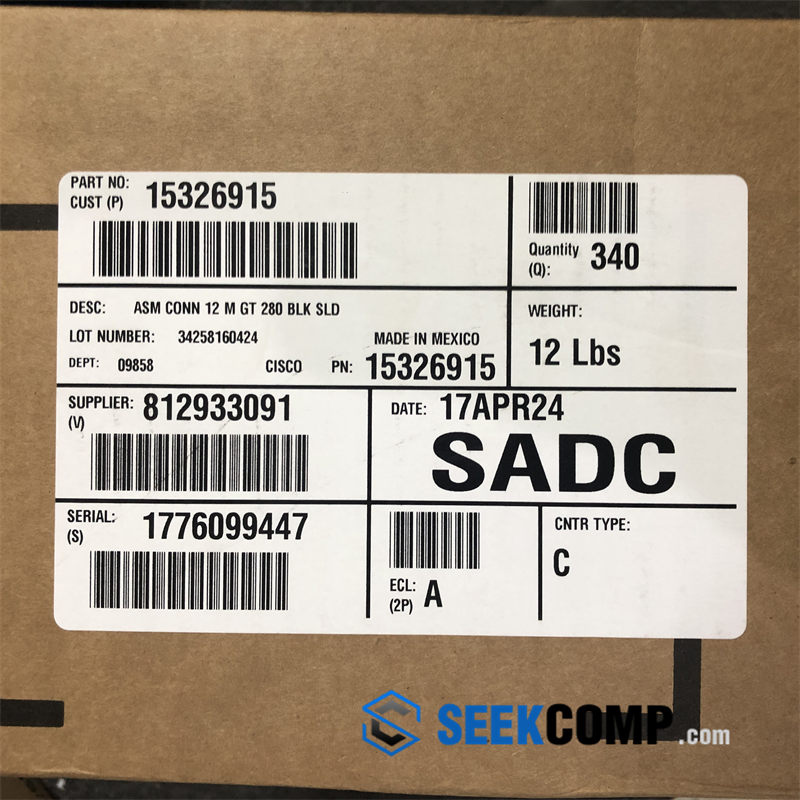 PART NO:
CUST (P) 15326915
Quantity
(Q): 340
DESC: ASM CONN 12 M GT 280 BLK SLD
LOT NUMBER: 34258160424
MADE IN MEXICO
DEPT: 09858 CISCO PN: 15326915
WEIGHT:
12 Lbs
SUPPLIER: 812933091
(V)
DATE: 17APR24
SADC
SERIAL: 1776099447
(S)
ECL:
(2P) A
CNTR TYPE:
C
SEEKCOMP.com